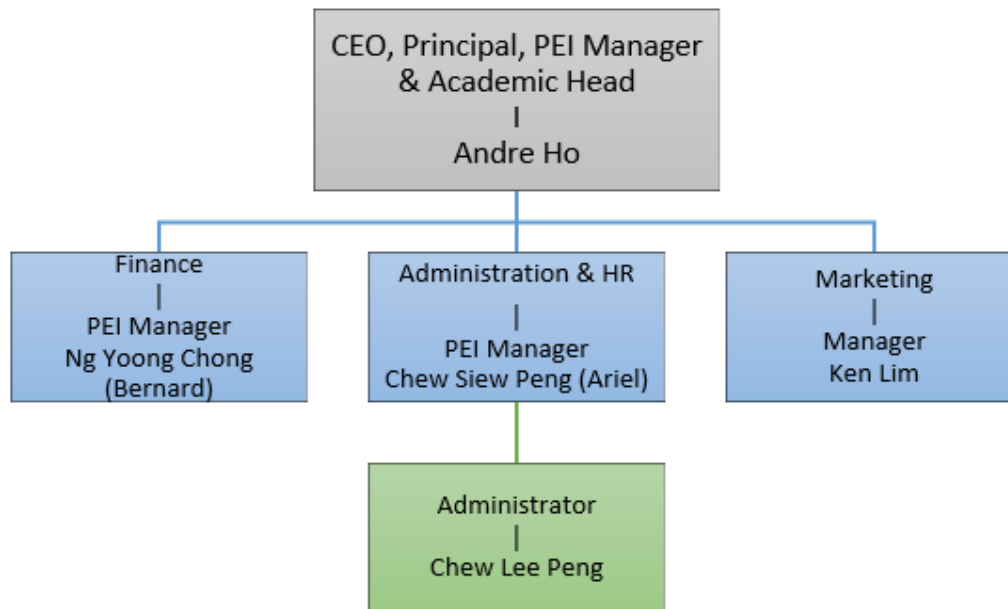 CEO, Principal, PEI Manager
& Academic Head
|
Andre Ho
Finance
|
PEI Manager
Ng Yoong Chong
(Bernard)
Administration & HR
|
PEI Manager
Chew Siew Peng (Ariel)
Marketing
|
Manager
Ken Lim
Administrator
|
Chew Lee Peng